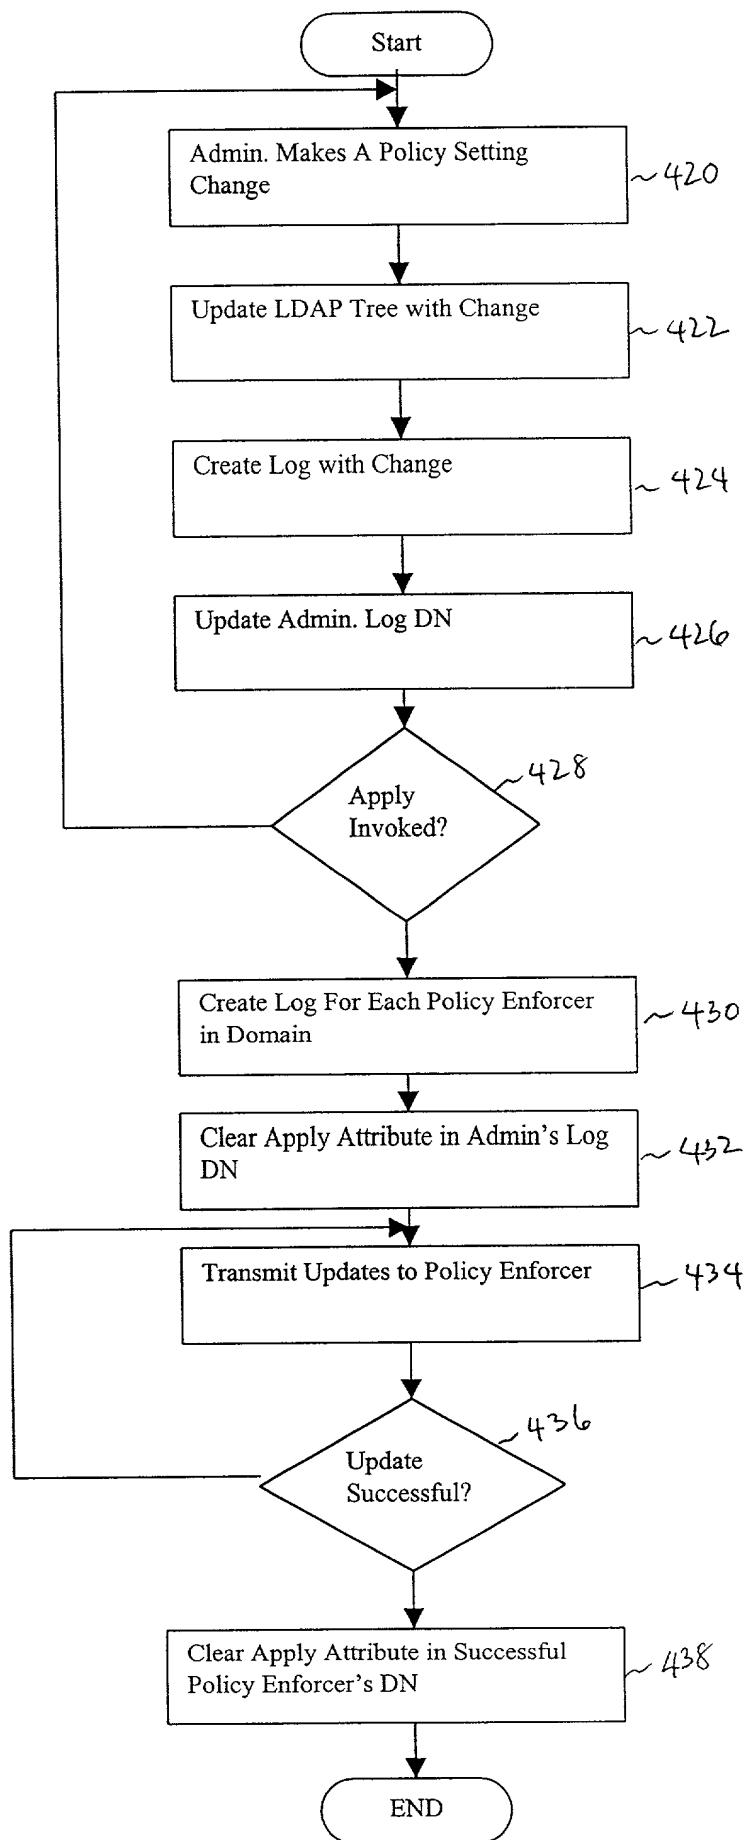 Start
Admin. Makes A Policy Setting
Change
~420
Update LDAP Tree with Change
~422
Create Log with Change
~424
Update Admin. Log DN
~426
~428
Apply
Invoked?
Create Log For Each Policy Enforcer
in Domain
~430
Clear Apply Attribute in Admin's Log
DN
~432
Transmit Updates to Policy Enforcer
~434
~436
Update
Successful?
Clear Apply Attribute in Successful
Policy Enforcer's DN
~438
END